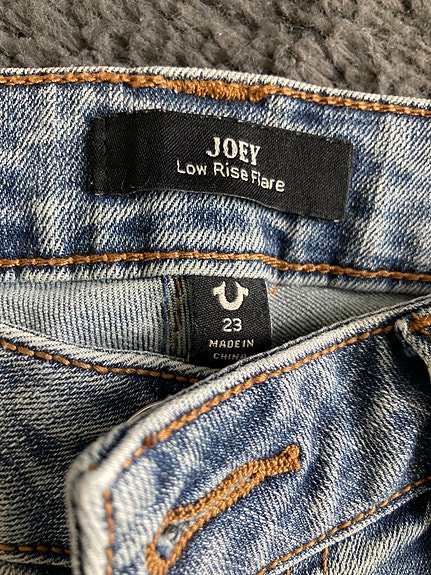 JOEY
Low Rise Flare
23
MADE IN
CHINA